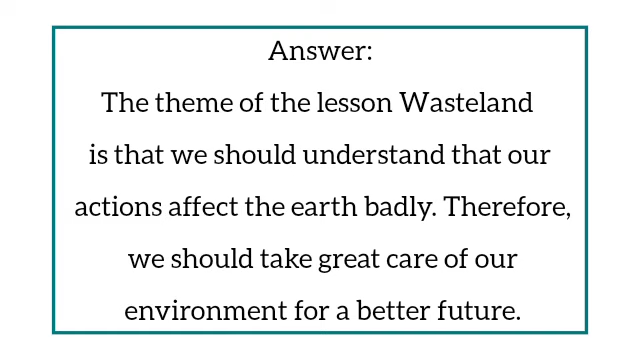 Answer:
The theme of the lesson Wasteland
is that we should understand that our
actions affect the earth badly. Therefore,
we should take great care of our
environment for a better future.